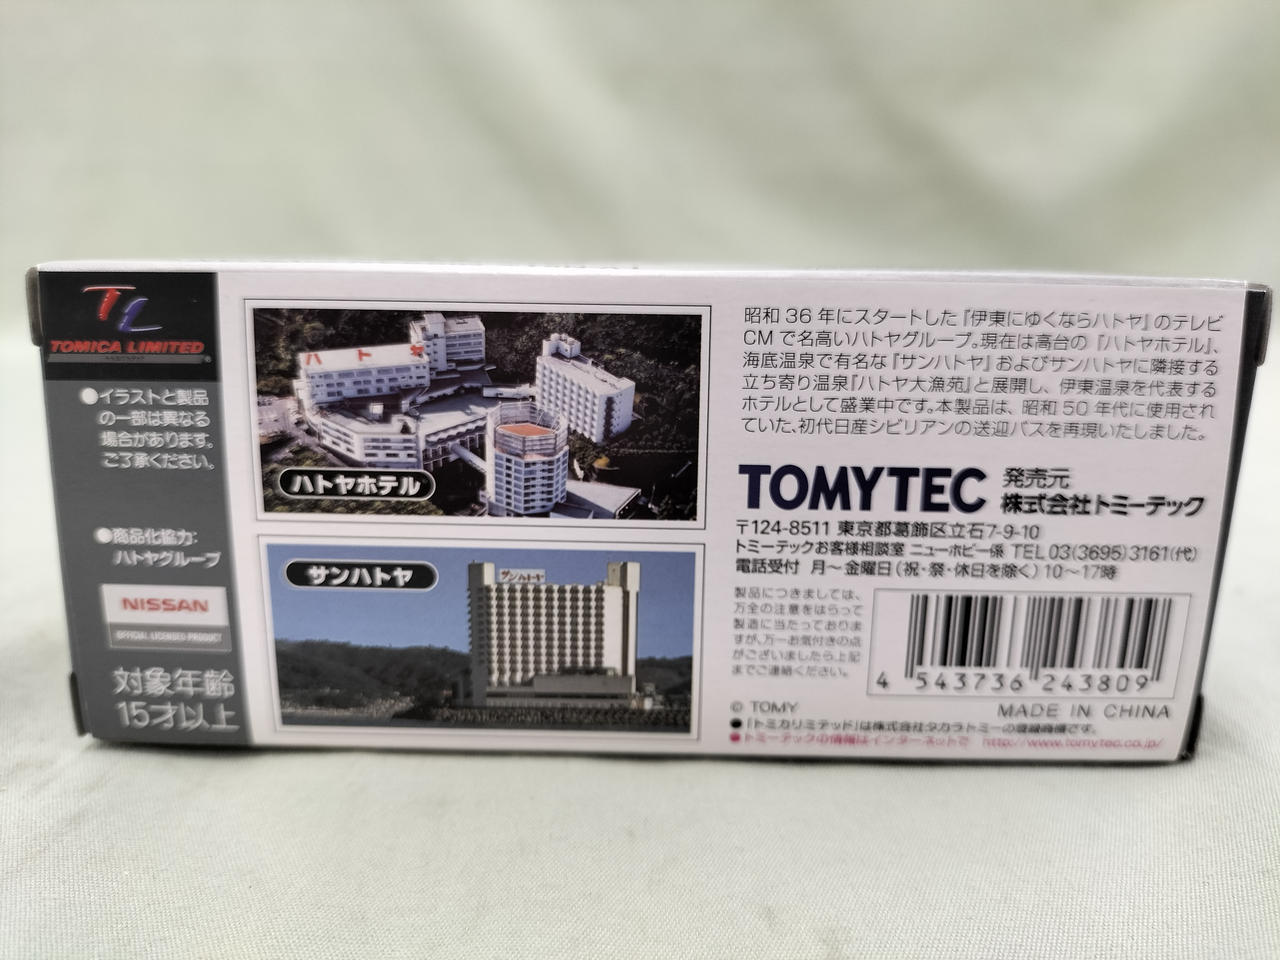 TL
TOMICA LIMITED
●イラストと製品
の一部は異なる
場合があります。
ご了承ください。
●商品化協力:
ハトヤグループ
NISSAN
OFFICIAL LICENSED PRODUCT
対象年齢
15才以上
ハトヤ
ハトヤホテル
サンハトヤ
サンハトヤ
昭和36年にスタートした『伊東にゆくならハトヤ』のテレビ
CMで名高いハトヤグループ。現在は高台の『ハトヤホテル』、
海底温泉で有名な『サンハトヤ』およびサンハトヤに隣接する
立ち寄り温泉『ハトヤ大漁苑』と展開し、伊東温泉を代表する
ホテルとして盛業中です。本製品は、昭和50年代に使用され
ていた、初代日産シビリアンの送迎バスを再現いたしました。
TOMYTEC 発売元
株式会社トミーテック
〒124-8511 東京都葛飾区立石7-9-10
トミーテックお客様相談室 ニューホビー係 TEL 03(3695)3161(代)
電話受付 月〜金曜日(祝・祭・休日を除く)10〜17時
製品につきましては、
万全の注意をはらって
製造に当たっておりま
すが、万一お気付きの点
がございましたら上記
までご連絡ください。
4 543736 243809
© TOMY
MADE IN CHINA
●「トミカリミテッド」は株式会社タカラトミーの登録商標です。
●トミーテックの情報はインターネットで http://www.tomytec.co.jp/